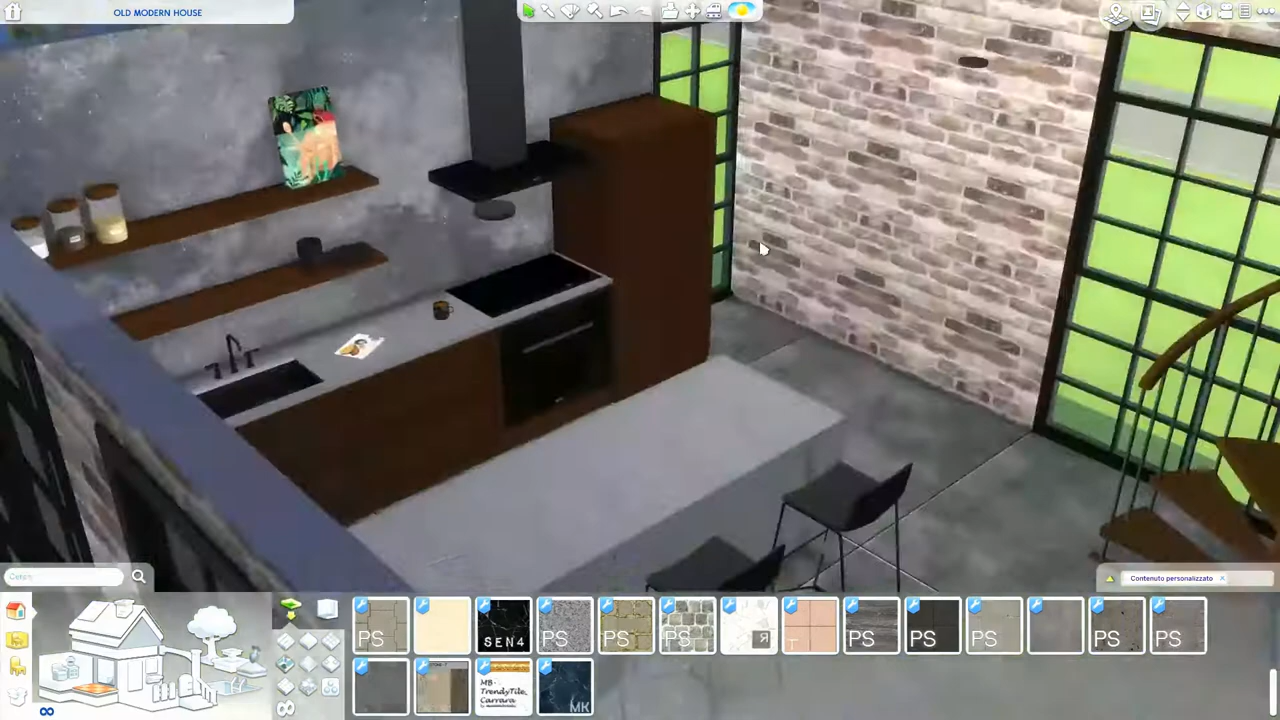 OLD MODERN HOUSE
Contenuto personalizzato
PS
SEN4
PS
PS
PS
Я
T
PS
PS
PS
PS
PS
MB-
TrendyTile
Carrara
MK